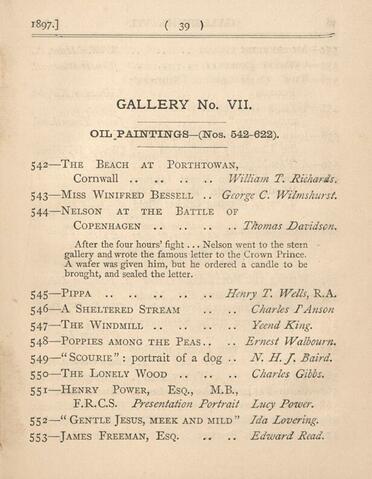 1897.] ( 39 )
GALLERY No. VII.
OIL PAINTINGS—(Nos. 542-622).
542—The Beach at Porthtowan,
Cornwall .. .. .. .. William T. Richards.
543—Miss Winifred Bessell .. George C. Wilmshurst.
544—Nelson at the Battle of
Copenhagen .. .. .. Thomas Davidson.
After the four hours' fight ... Nelson went to the stern
gallery and wrote the famous letter to the Crown Prince.
A wafer was given him, but he ordered a candle to be
brought, and sealed the letter.
545—Pippa .. .. .. .. .. Henry T. Wells, R.A.
546—A Sheltered Stream .. .. Charles I'Anson
547—The Windmill .. .. .. Yeend King.
548—Poppies among the Peas.. .. Ernest Walbourn.
549—"Scourie": portrait of a dog .. N. H. J. Baird.
550—The Lonely Wood .. .. .. Charles Gibbs.
551—Henry Power, Esq., M.B.,
F.R.C.S. Presentation Portrait Lucy Power.
552—"Gentle Jesus, meek and mild" Ida Lovering.
553—James Freeman, Esq. .. .. Edward Read.